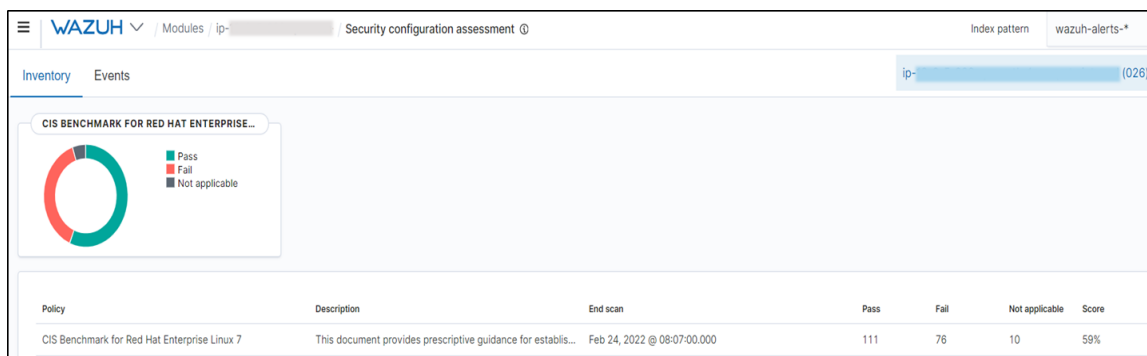 WAZUH / Modules / ip- / Security configuration assessment Index pattern wazuh-alerts-*
Inventory Events ip- (026)
CIS BENCHMARK FOR RED HAT ENTERPRISE...
Pass
Fail
Not applicable
Policy Description End scan Pass Fail Not applicable Score
CIS Benchmark for Red Hat Enterprise Linux 7 This document provides prescriptive guidance for establis... Feb 24, 2022 @ 08:07:00.000 111 76 10 59%